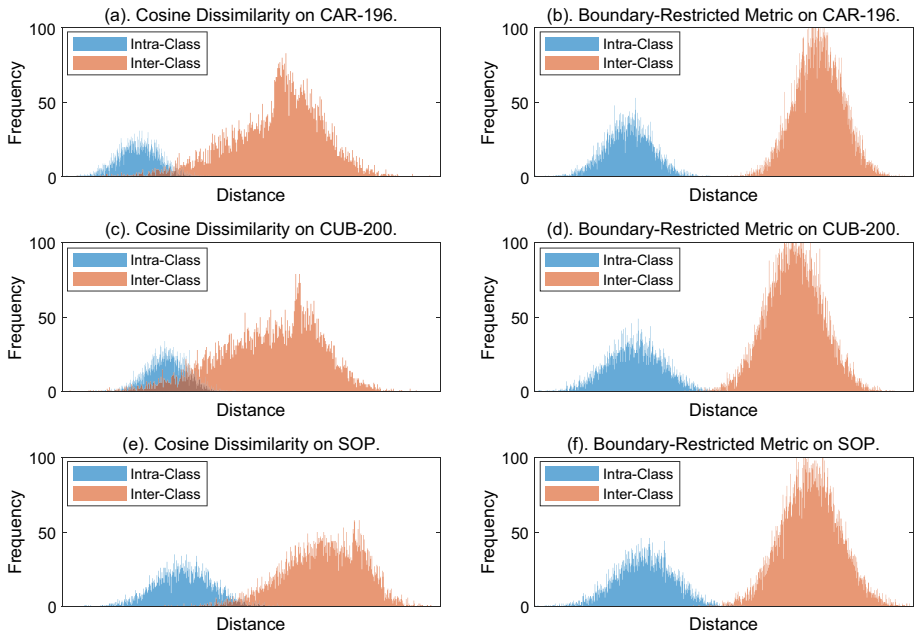 (a). Cosine Dissimilarity on CAR-196.
100
50
0
Frequency
Intra-Class
Inter-Class
Distance
(b). Boundary-Restricted Metric on CAR-196.
100
50
0
Frequency
Intra-Class
Inter-Class
Distance
(c). Cosine Dissimilarity on CUB-200.
100
50
0
Frequency
Intra-Class
Inter-Class
Distance
(d). Boundary-Restricted Metric on CUB-200.
100
50
0
Frequency
Intra-Class
Inter-Class
Distance
(e). Cosine Dissimilarity on SOP.
100
50
0
Frequency
Intra-Class
Inter-Class
Distance
(f). Boundary-Restricted Metric on SOP.
100
50
0
Frequency
Intra-Class
Inter-Class
Distance